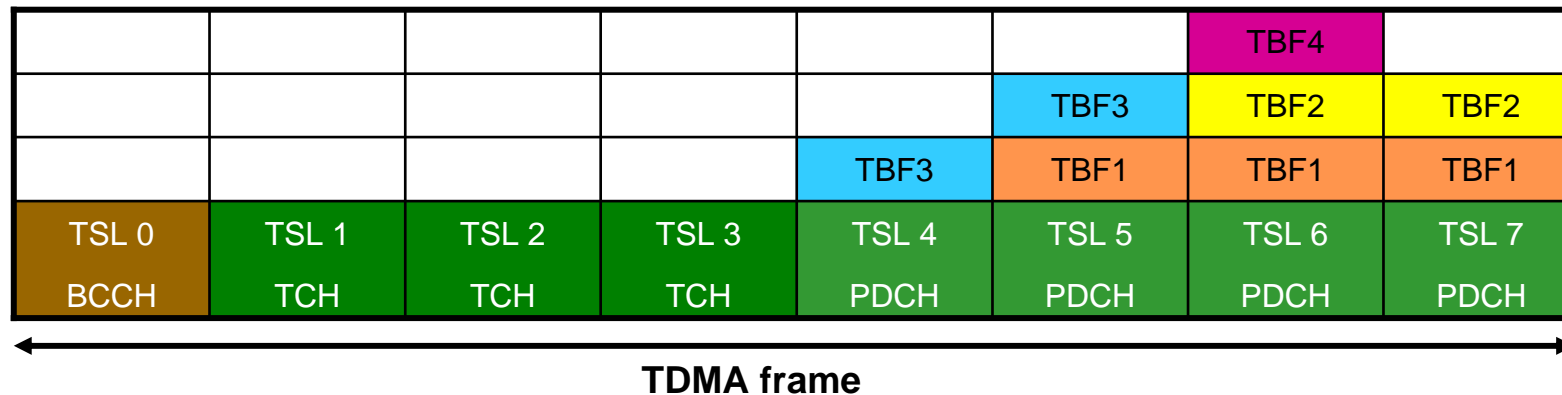 TBF4
TBF3 TBF2 TBF2
TBF3 TBF1 TBF1 TBF1
TSL 0 TSL 1 TSL 2 TSL 3 TSL 4 TSL 5 TSL 6 TSL 7
BCCH TCH TCH TCH PDCH PDCH PDCH PDCH
TDMA frame